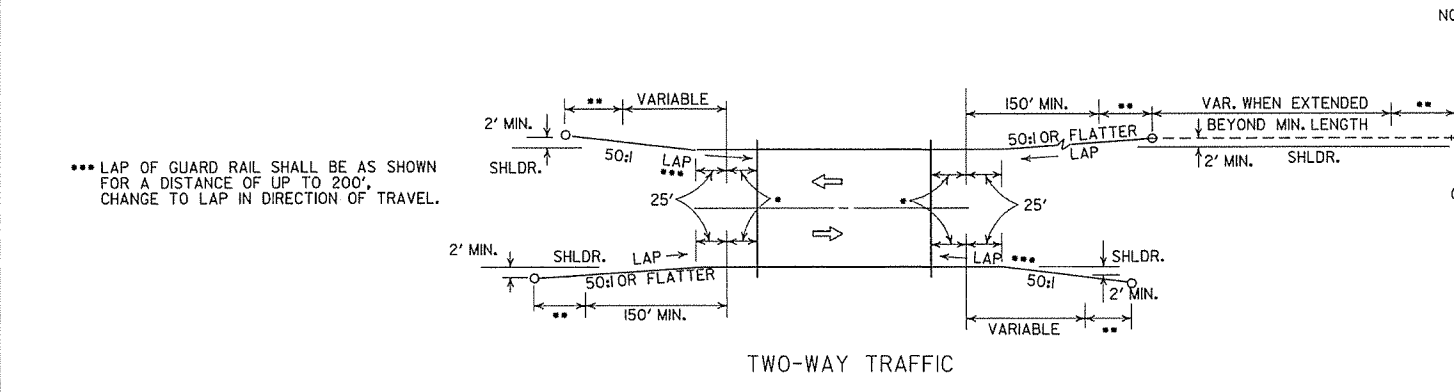 NO
** VARIABLE
150' MIN. ** VAR. WHEN EXTENDED **
BEYOND MIN. LENGTH
2' MIN.
50:1 OR FLATTER
50:1
LAP
LAP
SHLDR.
***
2' MIN. SHLDR.
*** LAP OF GUARD RAIL SHALL BE AS SHOWN
FOR A DISTANCE OF UP TO 200',
CHANGE TO LAP IN DIRECTION OF TRAVEL.
25' * * 25'
2' MIN. SHLDR. LAP
LAP *** SHLDR.
50:1 OR FLATTER
50:1
2' MIN.
** 150' MIN.
VARIABLE **
TWO-WAY TRAFFIC